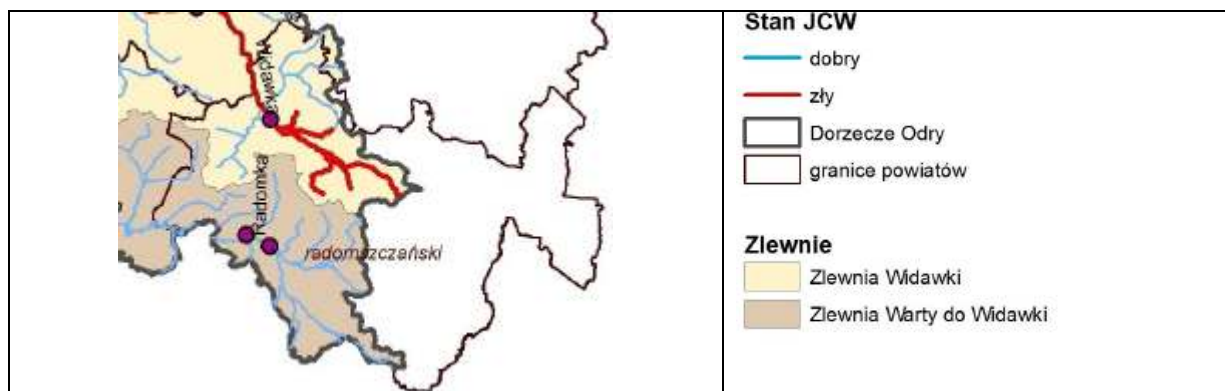 Widawka
Radomka
radomszczański
Stan JCW
dobry
zły
Dorzecze Odry
granice powiatów
Zlewnie
Zlewnia Widawki
Zlewnia Warty do Widawki